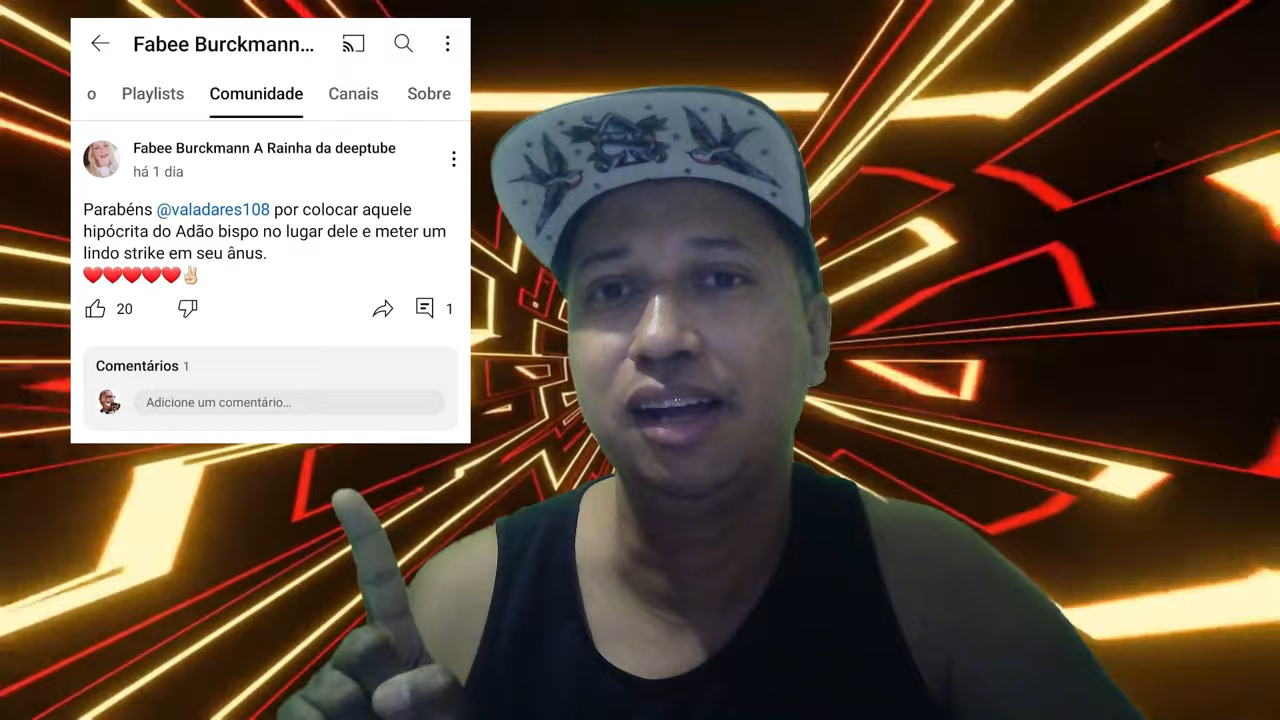 Fabee Burckmann...
o Playlists Comunidade Canais Sobre
Fabee Burckmann A Rainha da deeptube
há 1 dia
Parabéns @valadares108 por colocar aquele
hipócrita do Adão bispo no lugar dele e meter um
lindo strike em seu ânus.
❤️❤️❤️❤️❤️✌🏻
20 1
Comentários 1
Adicione um comentário...